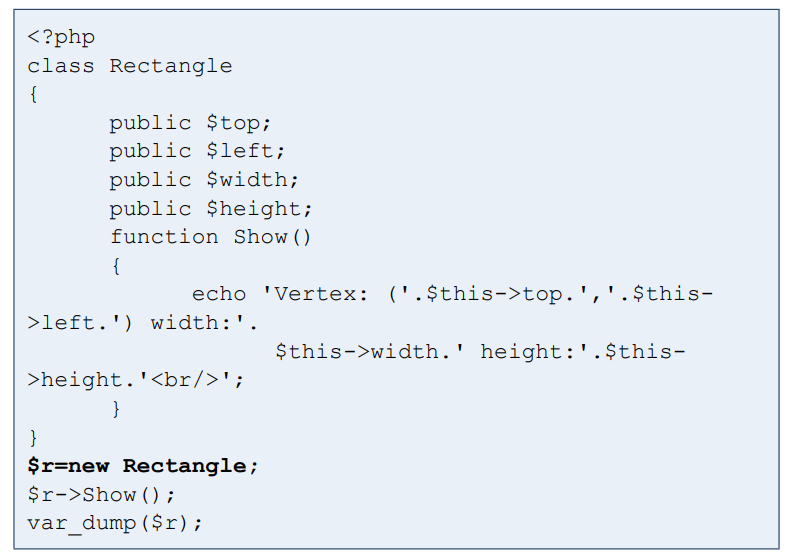 <?php
class Rectangle
{
public $top;
public $left;
public $width;
public $height;
function Show()
{
echo 'Vertex: ('.$this->top.','.$this-
>left.') width:'.
$this->width.' height:'.$this-
>height.'<br/>';
}
}
$r=new Rectangle;
$r->Show();
var_dump($r);